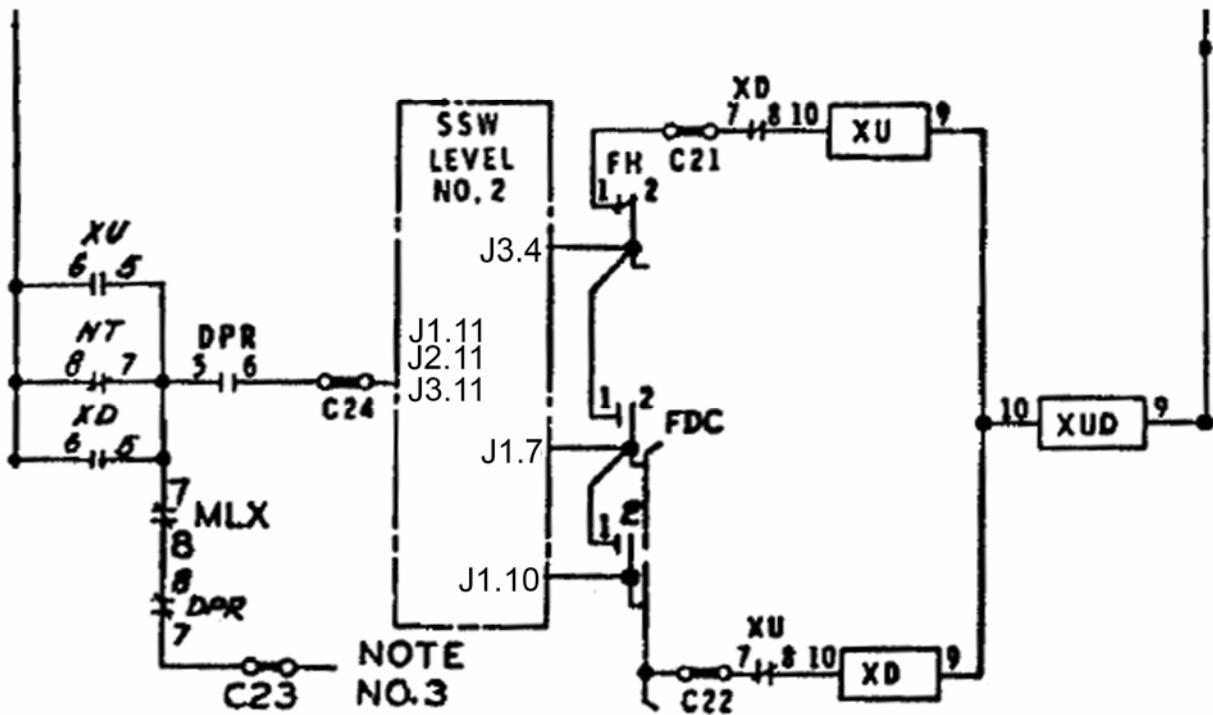 XD
7 8 10
XU
9
C21
SSW
LEVEL
NO. 2
FH
1 2
J3.4
XU
6 5
NT
8 7
DPR
5 6
C24
J1.11
J2.11
J3.11
XD
6 5
1 2
FDC
J1.7
7
MLX
8
1 2
8
DPR
7
J1.10
10
XUD
9
C23
NOTE
NO.3
XU
7 8 10
XD
9
C22